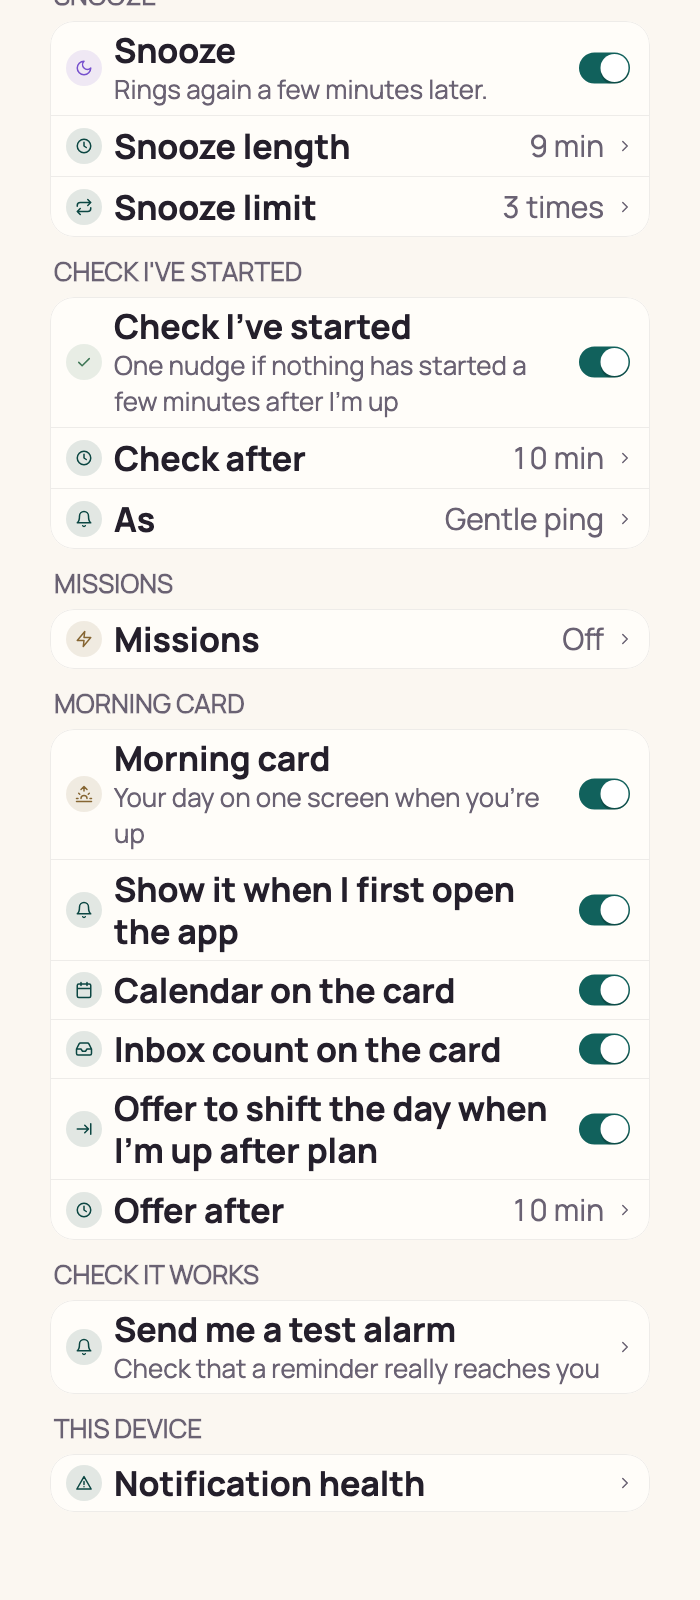 SNOOZE
Snooze
Rings again a few minutes later.
Snooze length
9 min
Snooze limit
3 times
CHECK I'VE STARTED
Check I've started
One nudge if nothing has started a
few minutes after I'm up
Check after
10 min
As
Gentle ping
MISSIONS
Missions
Off
MORNING CARD
Morning card
Your day on one screen when you're
up
Show it when I first open
the app
Calendar on the card
Inbox count on the card
Offer to shift the day when
I'm up after plan
Offer after
10 min
CHECK IT WORKS
Send me a test alarm
Check that a reminder really reaches you
THIS DEVICE
Notification health